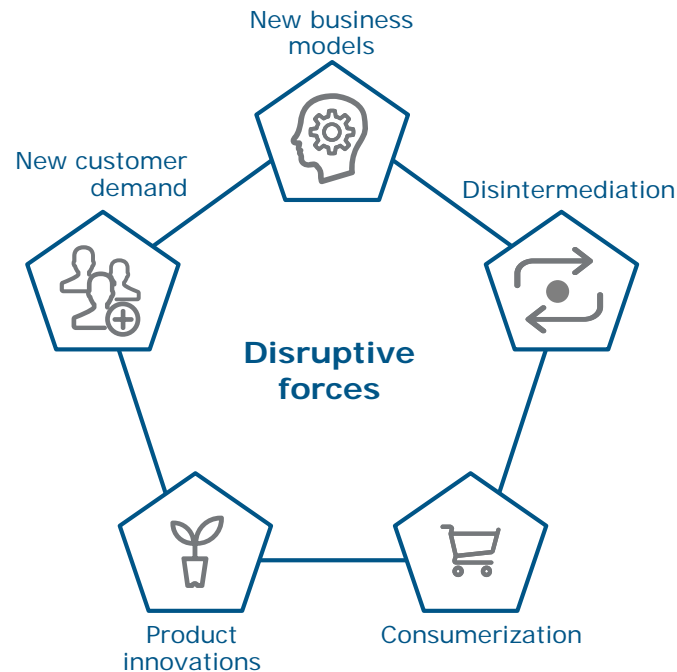 New business
models
New customer
demand
Disintermediation
Disruptive
forces
Product
innovations
Consumerization